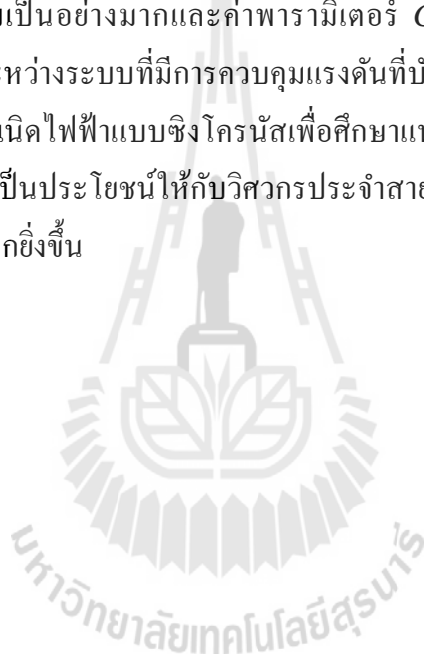 เป็นอย่างมากและค่าพารามิเตอร์ C
ะหว่างระบบที่มีการควบคุมแรงดันที่บั
เนิดไฟฟ้าแบบซิงโครนัสเพื่อศึกษาแน
เป็นประโยชน์ให้กับวิศวกรประจำสาย
กยิ่งขึ้น
มหาวิทยาลัยเทคโนโลยีสุรนารี